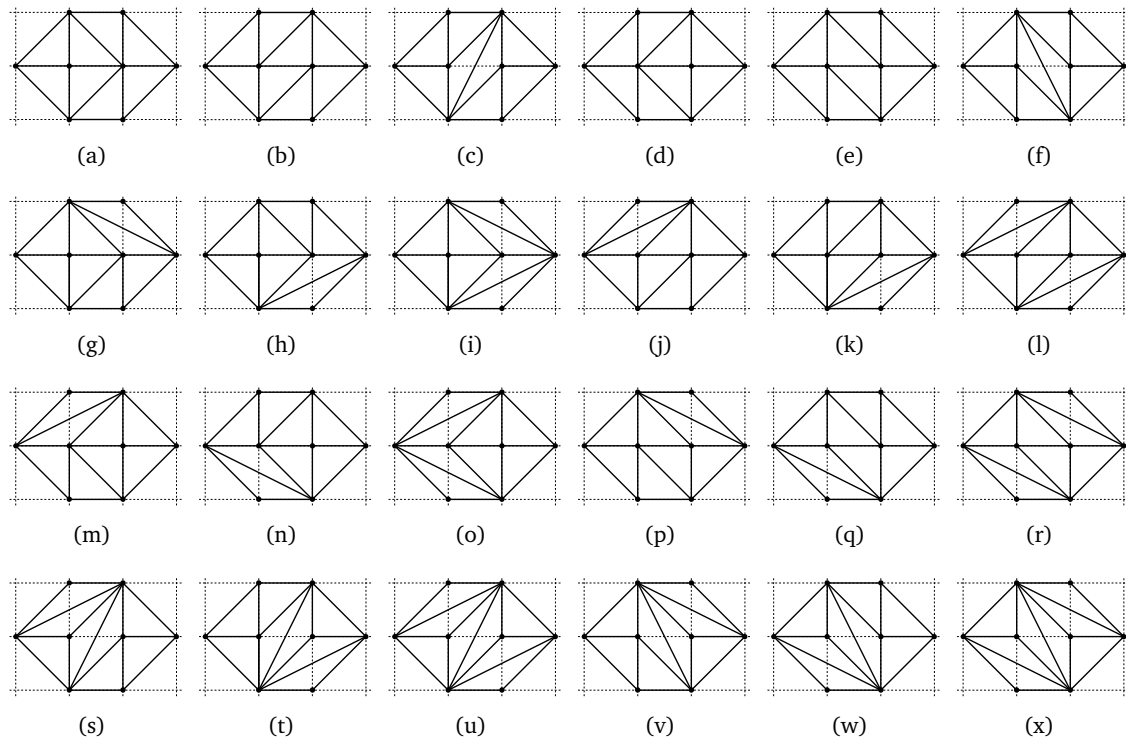 (a) (b) (c) (d) (e) (f)
(g) (h) (i) (j) (k) (l)
(m) (n) (o) (p) (q) (r)
(s) (t) (u) (v) (w) (x)